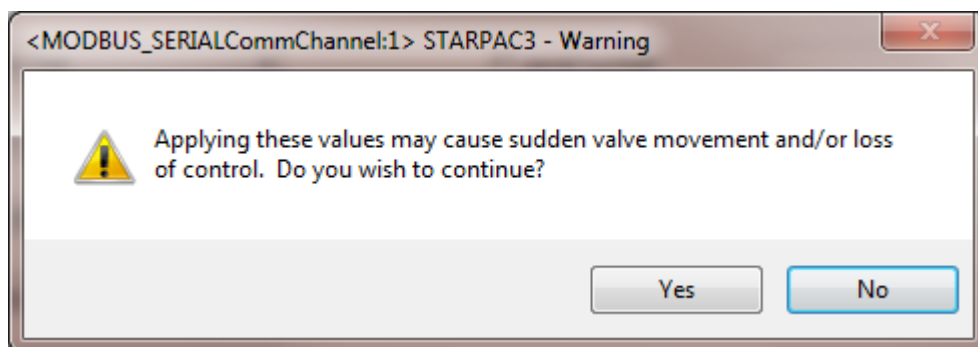 <MODBUS_SERIALCommChannel:1> STARPAC3 - Warning
Applying these values may cause sudden valve movement and/or loss
of control.  Do you wish to continue?
Yes
No